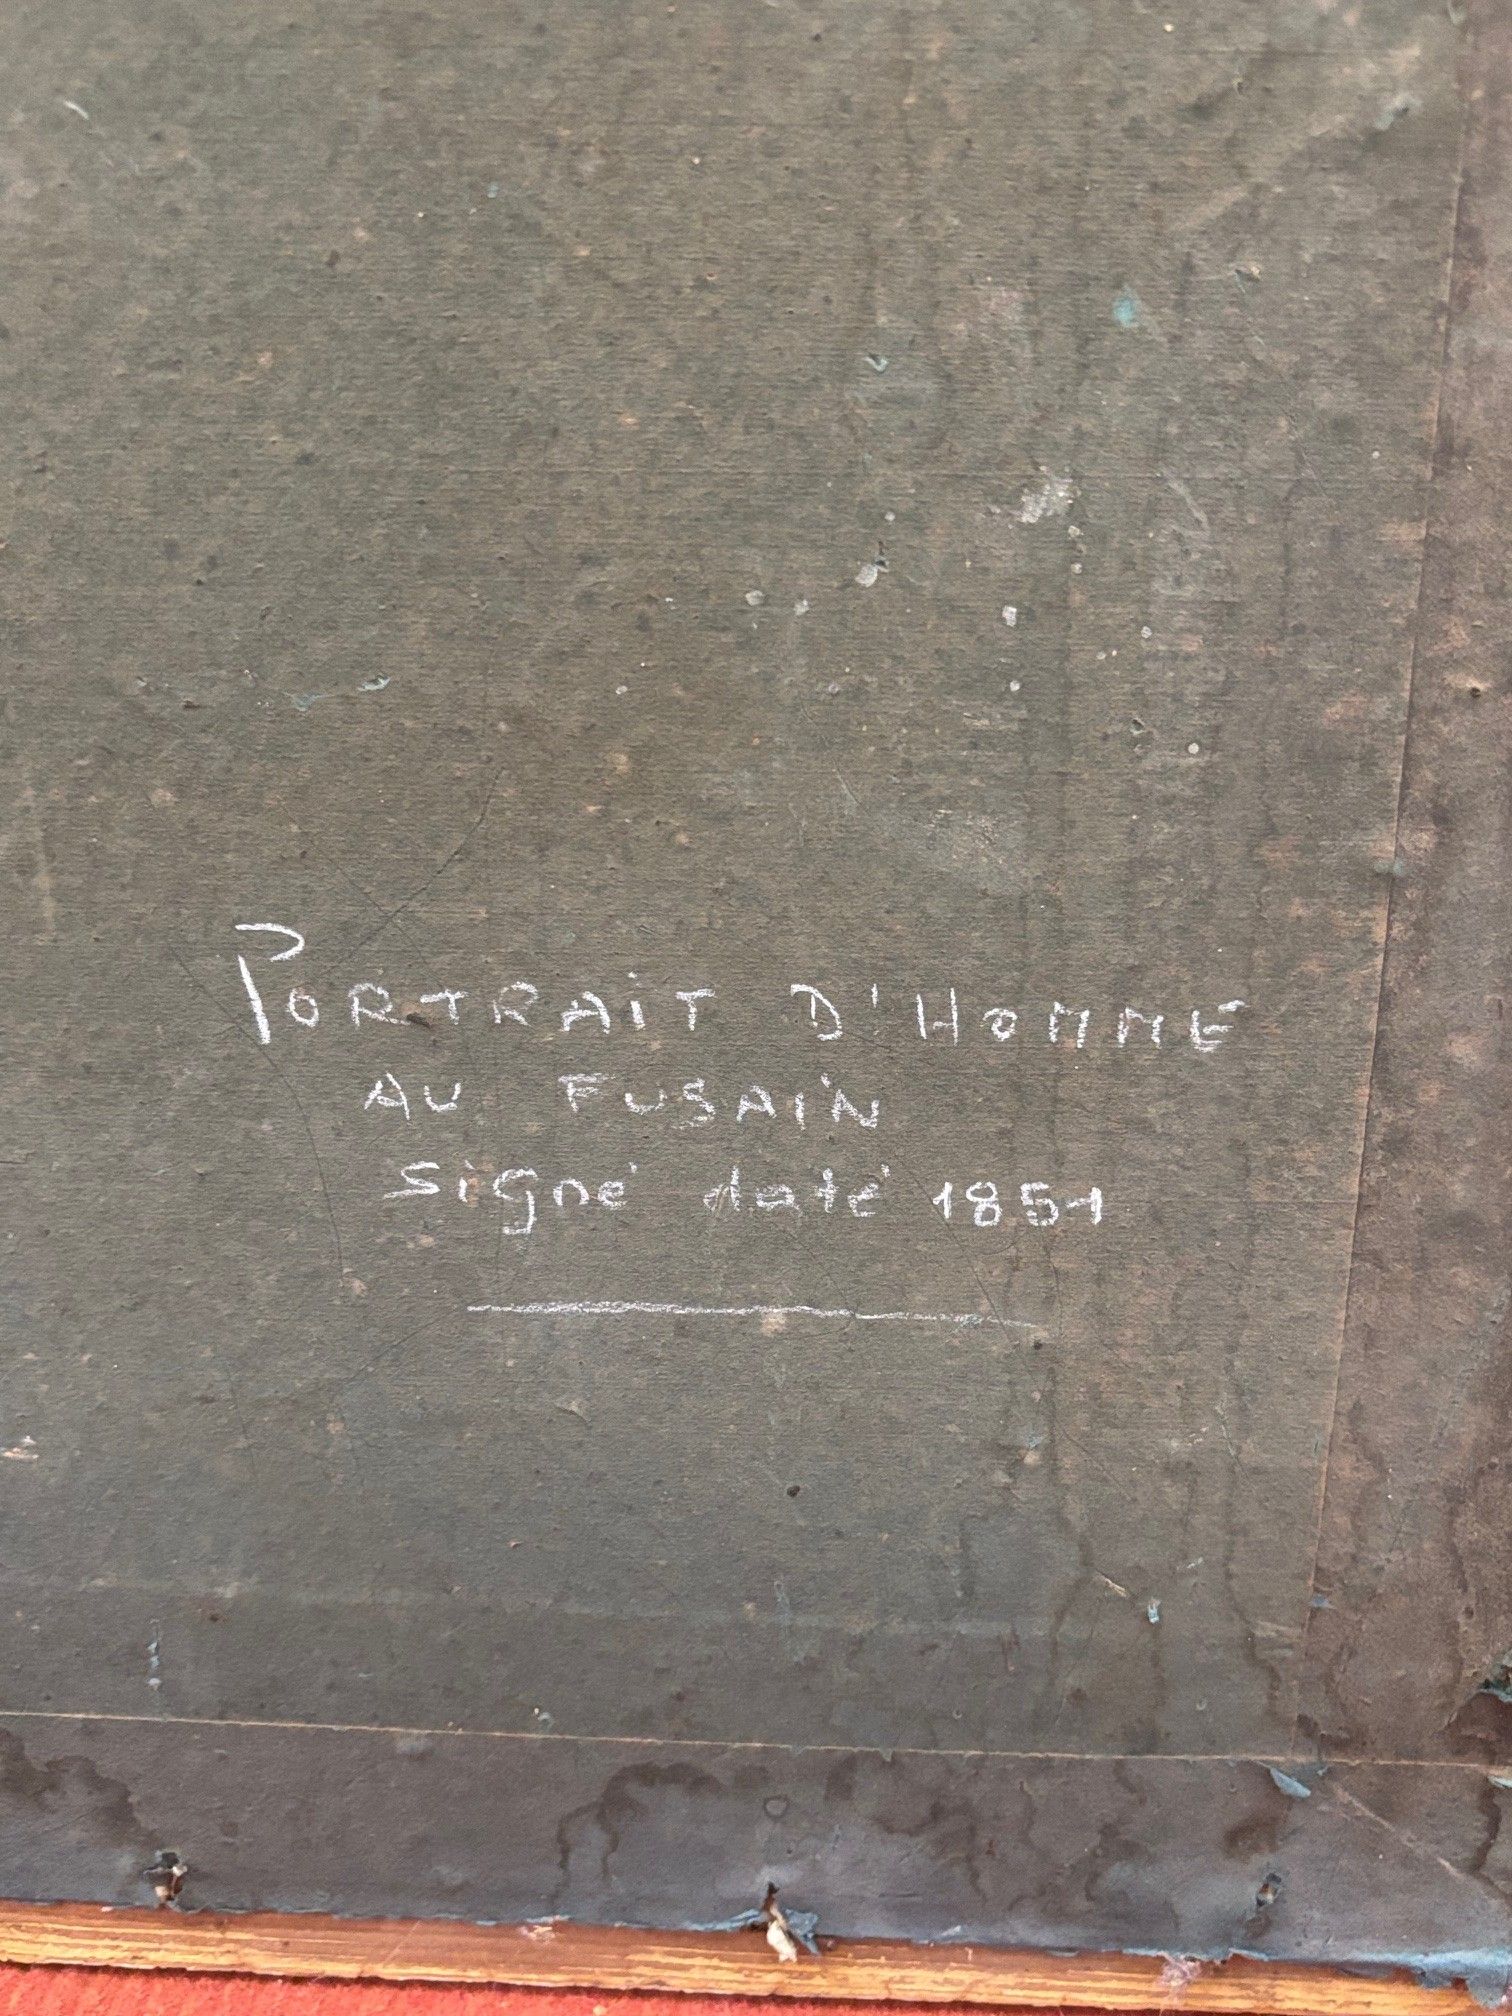 PORTRAiT D'HOMME
AU FUSAiN
signé daté 1851